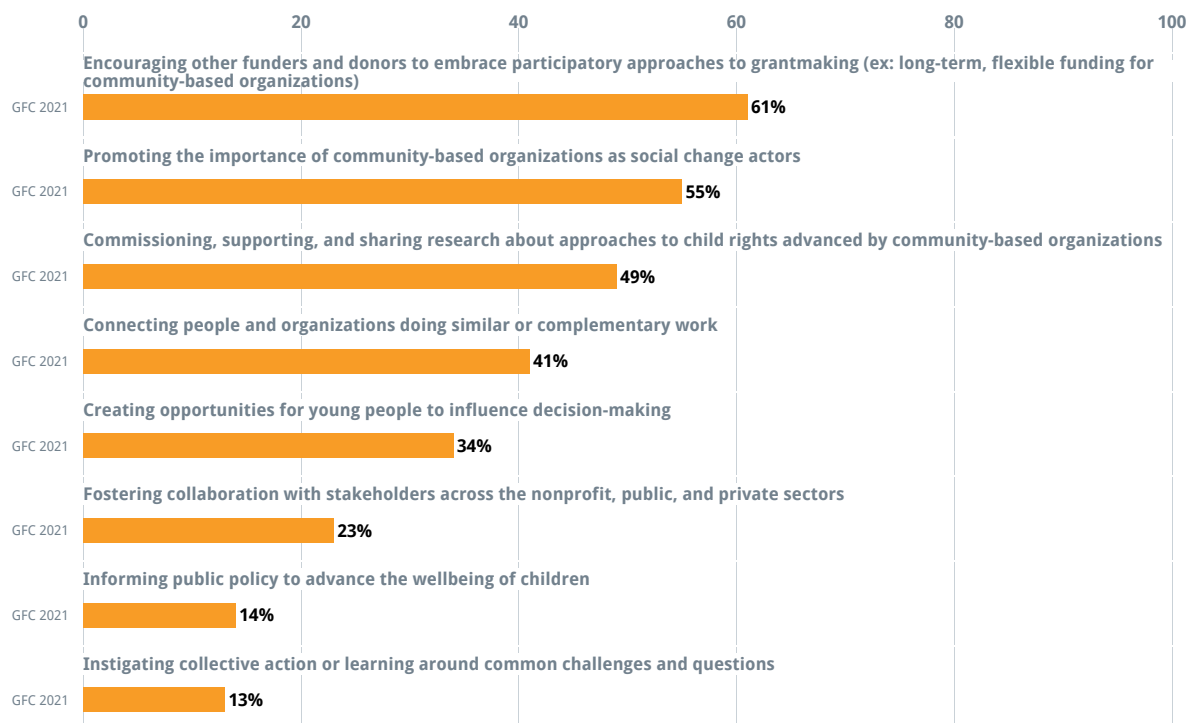 0 20 40 60 80 100
Encouraging other funders and donors to embrace participatory approaches to grantmaking (ex: long-term, flexible funding for
community-based organizations)
GFC 2021 61%
Promoting the importance of community-based organizations as social change actors
GFC 2021 55%
Commissioning, supporting, and sharing research about approaches to child rights advanced by community-based organizations
GFC 2021 49%
Connecting people and organizations doing similar or complementary work
GFC 2021 41%
Creating opportunities for young people to influence decision-making
GFC 2021 34%
Fostering collaboration with stakeholders across the nonprofit, public, and private sectors
GFC 2021 23%
Informing public policy to advance the wellbeing of children
GFC 2021 14%
Instigating collective action or learning around common challenges and questions
GFC 2021 13%